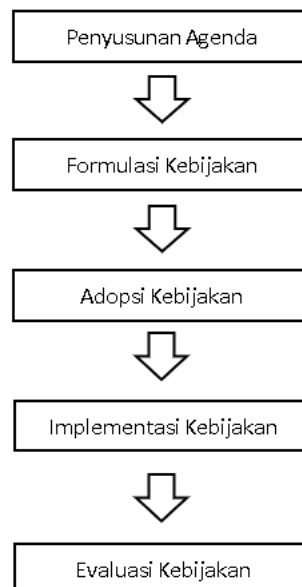 Penyusunan Agenda
Formulasi Kebijakan
Adopsi Kebijakan
Implementasi Kebijakan
Evaluasi Kebijakan